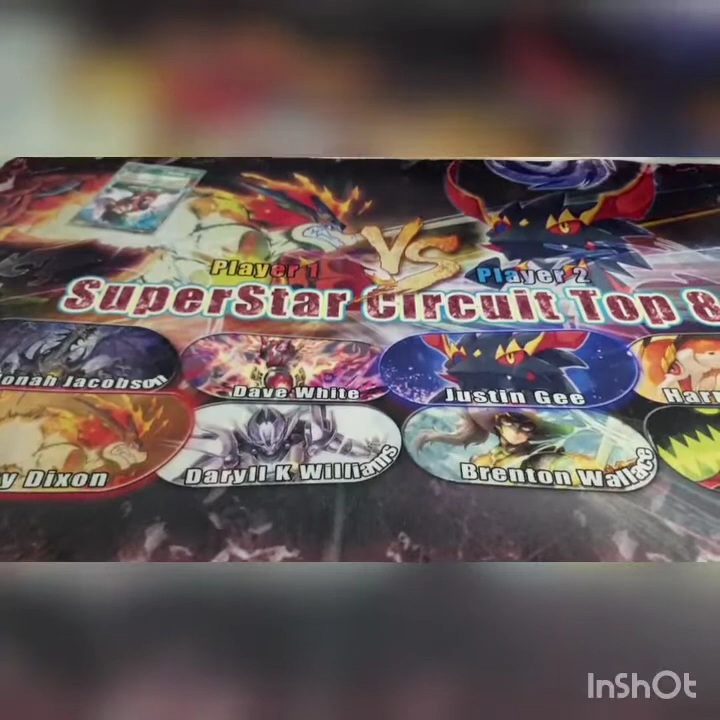 Player 1 VS Player 2
SuperStar Circuit Top 8
Jonah Jacobson Dave White Justin Gee
Dixon Daryll K Williams Brenton Wallace
InShOt